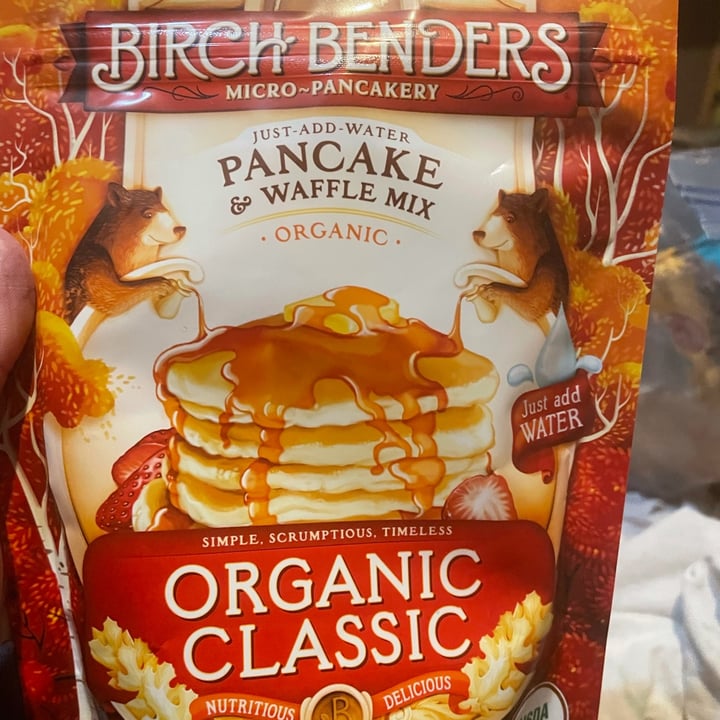 BIRCH BENDERS
MICRO~PANCAKERY
JUST-ADD-WATER
PANCAKE
& WAFFLE MIX
· ORGANIC ·
Just add
WATER
SIMPLE, SCRUMPTIOUS, TIMELESS
ORGANIC
CLASSIC
NUTRITIOUS B DELICIOUS
USDA